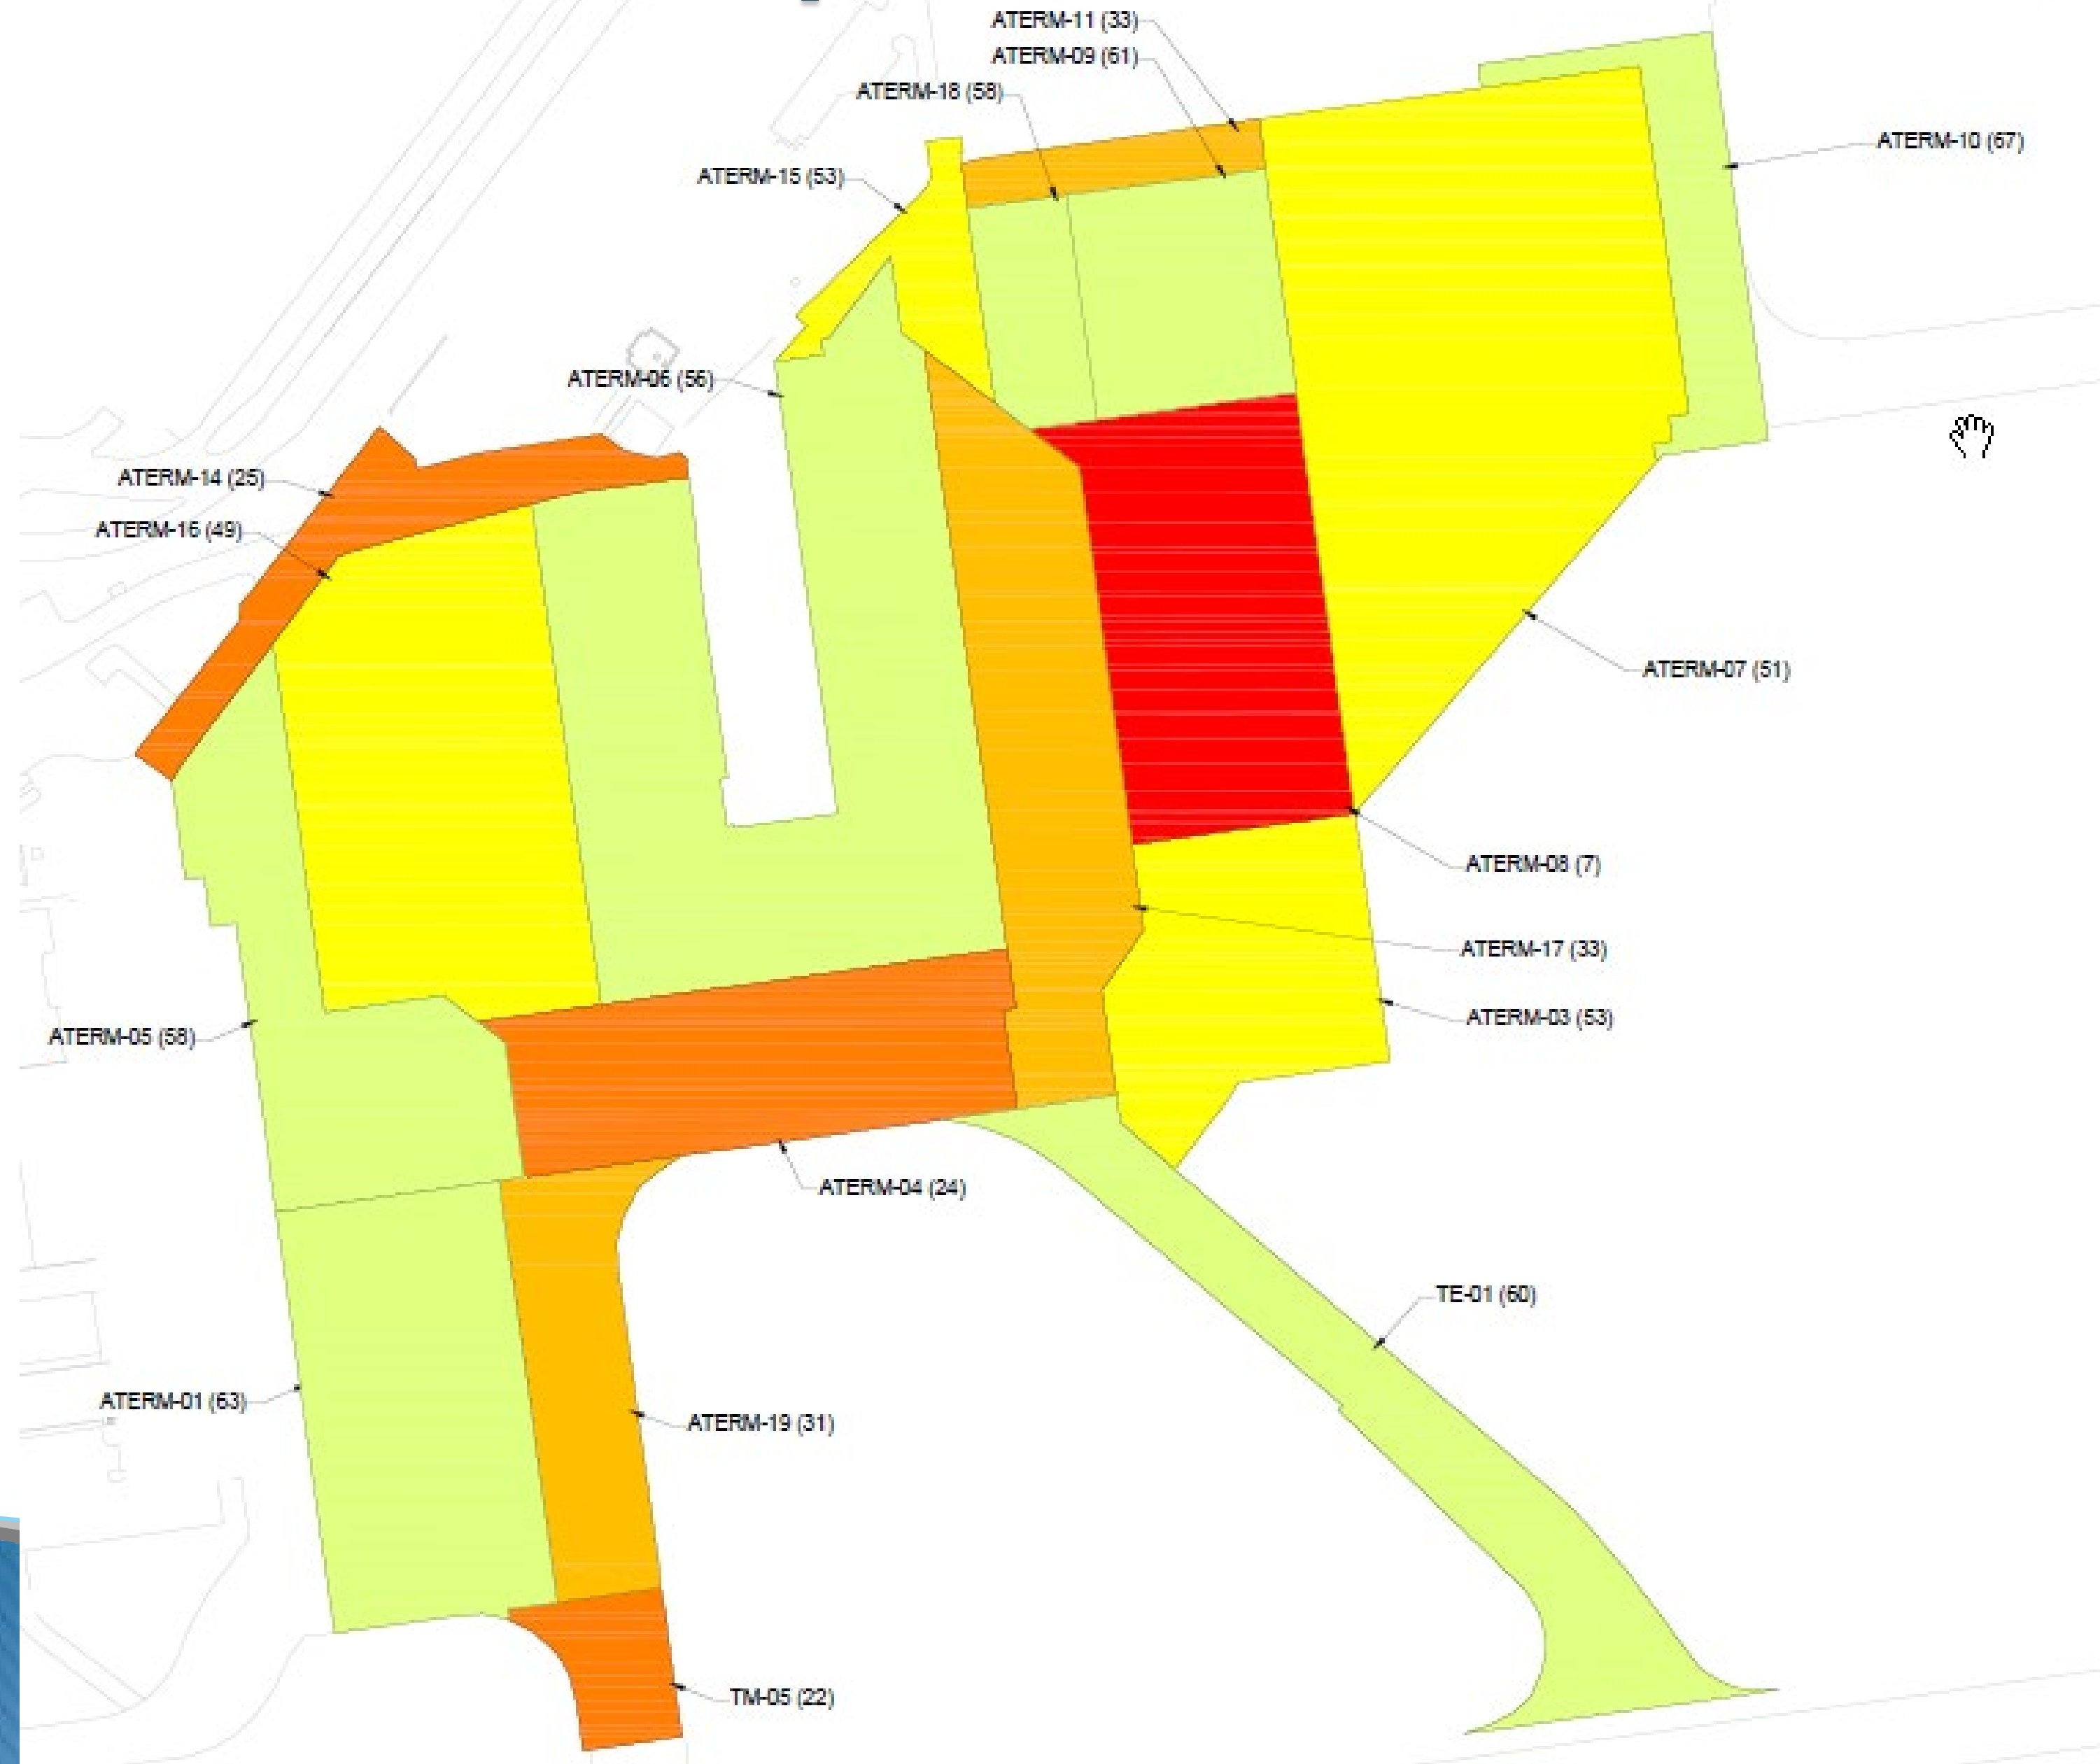 ATERM-11 (33)
ATERM-09 (61)
ATERM-18 (58)
ATERM-10 (67)
ATERM-15 (53)
ATERM-06 (56)
ATERM-14 (25)
ATERM-16 (49)
ATERM-07 (51)
ATERM-08 (7)
ATERM-17 (33)
ATERM-03 (53)
ATERM-05 (58)
ATERM-04 (24)
TE-01 (60)
ATERM-01 (63)
ATERM-19 (31)
TM-05 (22)